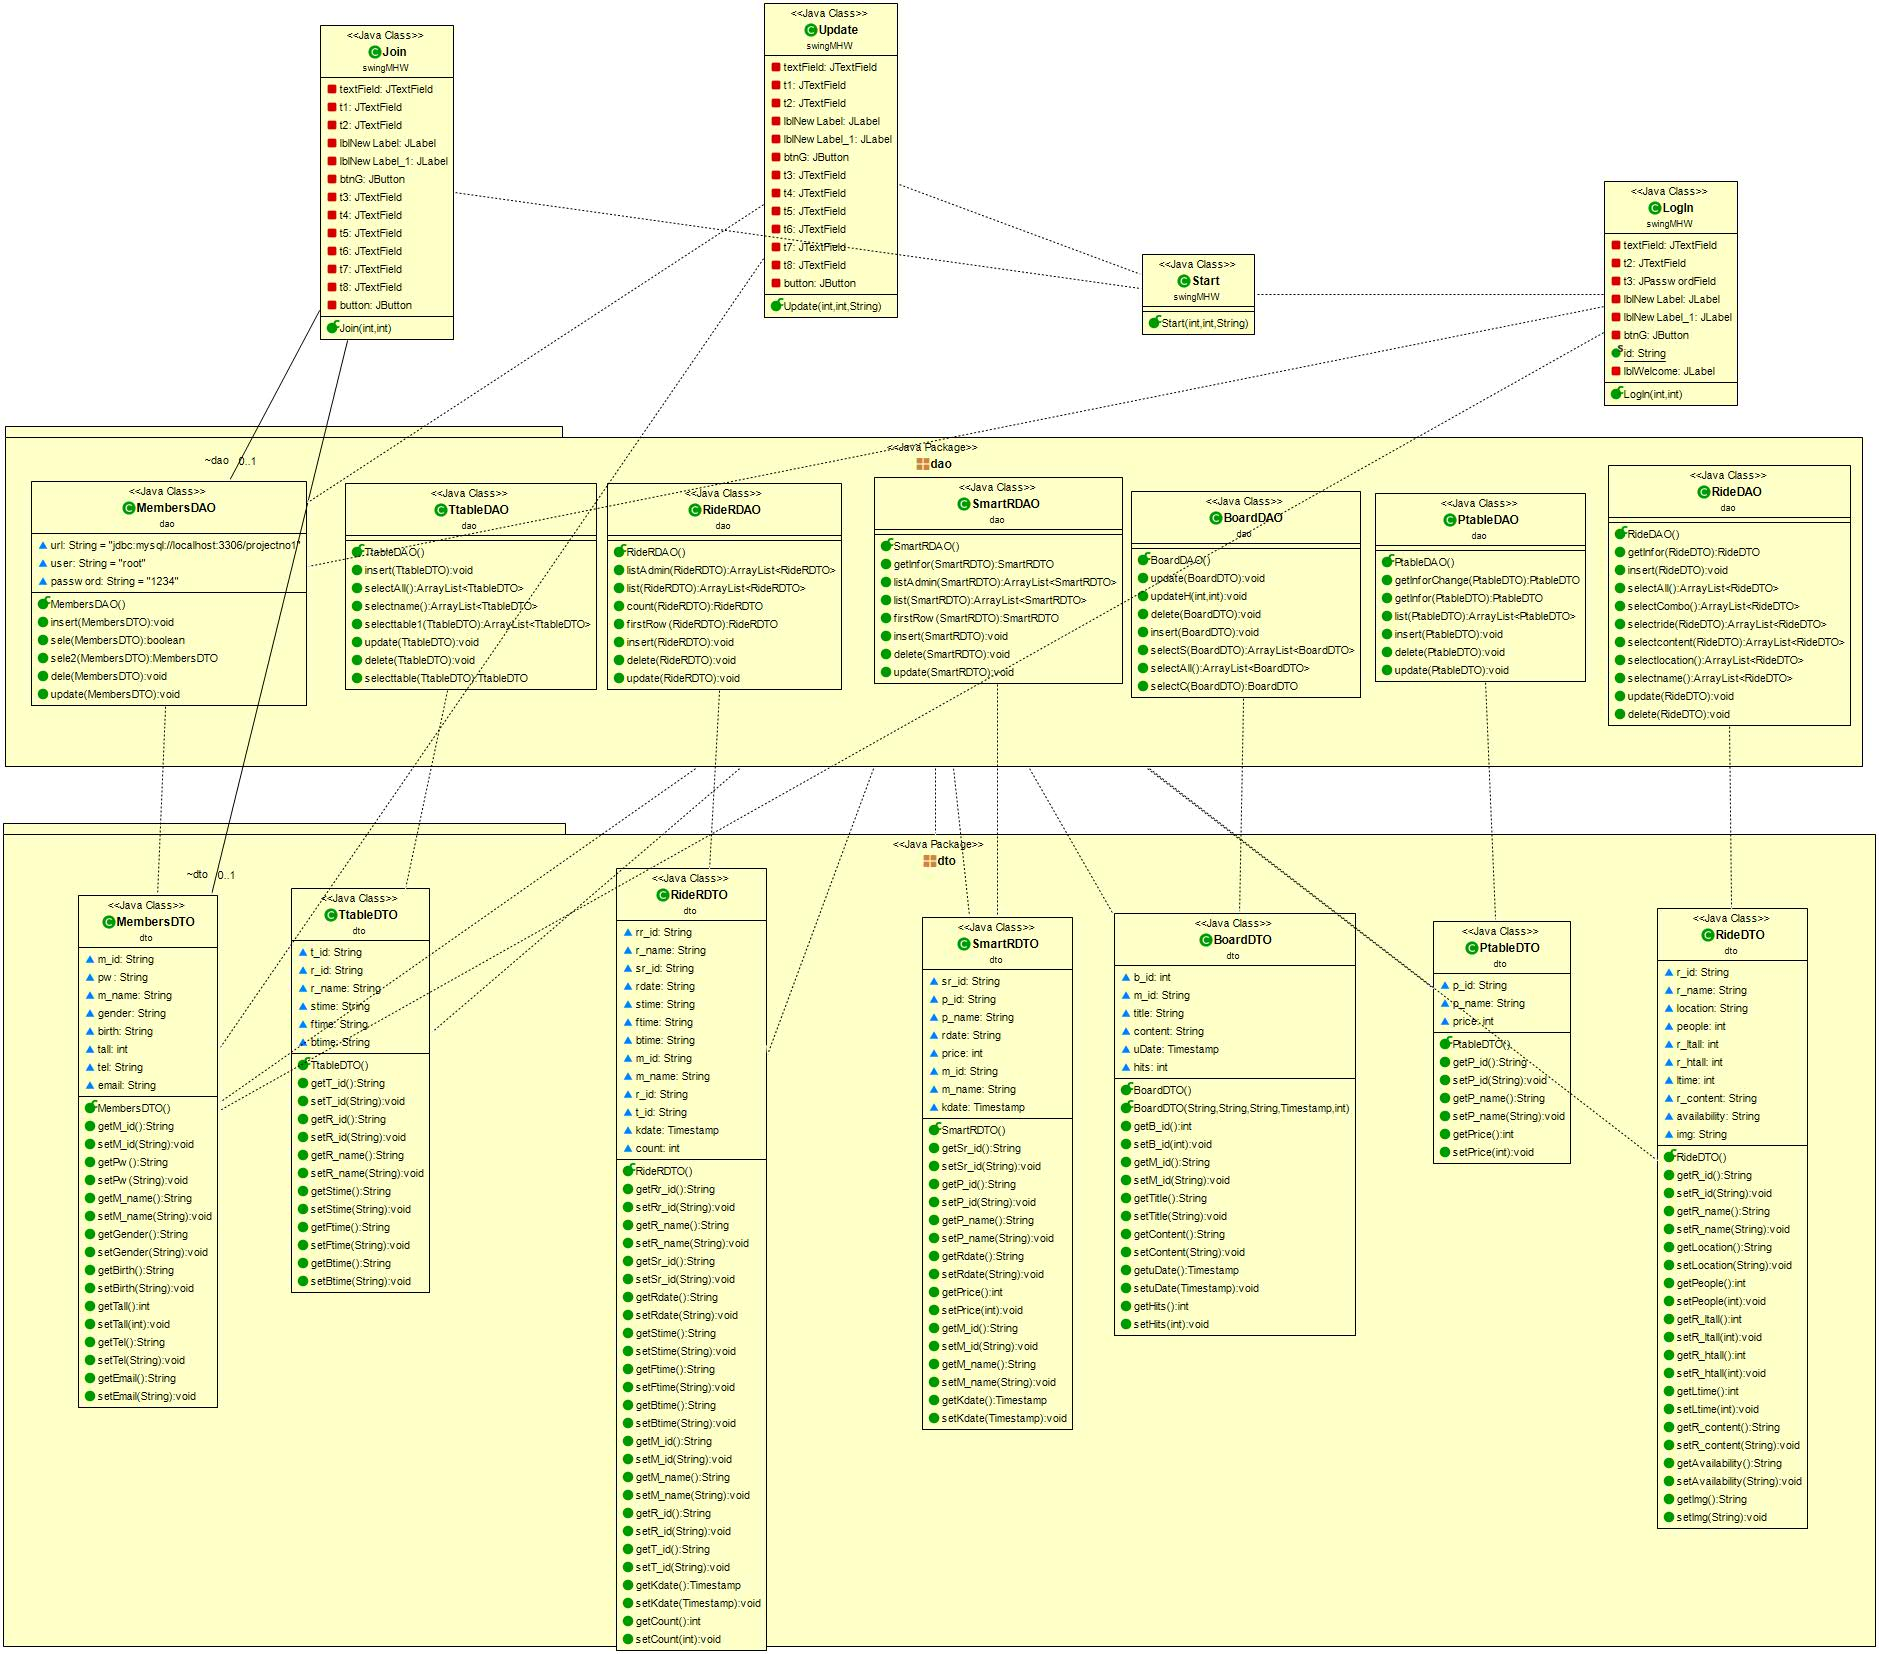 <<Java Class>>
Join
swingMHW
textField: JTextField
t1: JTextField
t2: JTextField
lblNewLabel: JLabel
lblNewLabel_1: JLabel
btnG: JButton
t3: JTextField
t4: JTextField
t5: JTextField
t6: JTextField
t7: JTextField
t8: JTextField
button: JButton
Join(int,int)
<<Java Class>>
Update
swingMHW
textField: JTextField
t1: JTextField
t2: JTextField
lblNewLabel: JLabel
lblNewLabel_1: JLabel
btnG: JButton
t3: JTextField
t4: JTextField
t5: JTextField
t6: JTextField
t7: JTextField
t8: JTextField
button: JButton
Update(int,int,String)
<<Java Class>>
Start
swingMHW
Start(int,int,String)
<<Java Class>>
LogIn
swingMHW
textField: JTextField
t2: JTextField
t3: JPasswordField
lblNewLabel: JLabel
lblNewLabel_1: JLabel
btnG: JButton
id: String
lblWelcome: JLabel
LogIn(int,int)
<<Java Package>>
dao
~dao 0..1
<<Java Class>>
MembersDAO
dao
url: String = "jdbc:mysql://localhost:3306/projectno1"
user: String = "root"
password: String = "1234"
MembersDAO()
insert(MembersDTO):void
sele(MembersDTO):boolean
sele2(MembersDTO):MembersDTO
dele(MembersDTO):void
update(MembersDTO):void
<<Java Class>>
TtableDAO
dao
TtableDAO()
insert(TtableDTO):void
selectAll():ArrayList<TtableDTO>
selectname():ArrayList<TtableDTO>
selecttable1(TtableDTO):ArrayList<TtableDTO>
update(TtableDTO):void
delete(TtableDTO):void
selecttable(TtableDTO):TtableDTO
<<Java Class>>
RideRDAO
dao
RideRDAO()
listAdmin(RideRDTO):ArrayList<RideRDTO>
list(RideRDTO):ArrayList<RideRDTO>
count(RideRDTO):RideRDTO
firstRow(RideRDTO):RideRDTO
insert(RideRDTO):void
delete(RideRDTO):void
update(RideRDTO):void
<<Java Class>>
SmartRDAO
dao
SmartRDAO()
getInfor(SmartRDTO):SmartRDTO
listAdmin(SmartRDTO):ArrayList<SmartRDTO>
list(SmartRDTO):ArrayList<SmartRDTO>
firstRow(SmartRDTO):SmartRDTO
insert(SmartRDTO):void
delete(SmartRDTO):void
update(SmartRDTO):void
<<Java Class>>
BoardDAO
dao
BoardDAO()
update(BoardDTO):void
updateH(int,int):void
delete(BoardDTO):void
insert(BoardDTO):void
selectS(BoardDTO):ArrayList<BoardDTO>
selectAll():ArrayList<BoardDTO>
selectC(BoardDTO):BoardDTO
<<Java Class>>
PtableDAO
dao
PtableDAO()
getInforChange(PtableDTO):PtableDTO
getInfor(PtableDTO):PtableDTO
list(PtableDTO):ArrayList<PtableDTO>
insert(PtableDTO):void
delete(PtableDTO):void
update(PtableDTO):void
<<Java Class>>
RideDAO
dao
RideDAO()
getInfor(RideDTO):RideDTO
insert(RideDTO):void
selectAll():ArrayList<RideDTO>
selectCombo():ArrayList<RideDTO>
selectride(RideDTO):ArrayList<RideDTO>
selectcontent(RideDTO):ArrayList<RideDTO>
selectlocation():ArrayList<RideDTO>
selectname():ArrayList<RideDTO>
update(RideDTO):void
delete(RideDTO):void
<<Java Package>>
dto
~dto 0..1
<<Java Class>>
MembersDTO
dto
m_id: String
pw: String
m_name: String
gender: String
birth: String
tall: int
tel: String
email: String
MembersDTO()
getM_id():String
setM_id(String):void
getPw():String
setPw(String):void
getM_name():String
setM_name(String):void
getGender():String
setGender(String):void
getBirth():String
setBirth(String):void
getTall():int
setTall(int):void
getTel():String
setTel(String):void
getEmail():String
setEmail(String):void
<<Java Class>>
TtableDTO
dto
t_id: String
r_id: String
r_name: String
stime: String
ftime: String
btime: String
TtableDTO()
getT_id():String
setT_id(String):void
getR_id():String
setR_id(String):void
getR_name():String
setR_name(String):void
getStime():String
setStime(String):void
getFtime():String
setFtime(String):void
getBtime():String
setBtime(String):void
<<Java Class>>
RideRDTO
dto
rr_id: String
r_name: String
sr_id: String
rdate: String
stime: String
ftime: String
btime: String
m_id: String
m_name: String
r_id: String
t_id: String
kdate: Timestamp
count: int
RideRDTO()
getRr_id():String
setRr_id(String):void
getR_name():String
setR_name(String):void
getSr_id():String
setSr_id(String):void
getRdate():String
setRdate(String):void
getStime():String
setStime(String):void
getFtime():String
setFtime(String):void
getBtime():String
setBtime(String):void
getM_id():String
setM_id(String):void
getM_name():String
setM_name(String):void
getR_id():String
setR_id(String):void
getT_id():String
setT_id(String):void
getKdate():Timestamp
setKdate(Timestamp):void
getCount():int
setCount(int):void
<<Java Class>>
SmartRDTO
dto
sr_id: String
p_id: String
p_name: String
rdate: String
price: int
m_id: String
m_name: String
kdate: Timestamp
SmartRDTO()
getSr_id():String
setSr_id(String):void
getP_id():String
setP_id(String):void
getP_name():String
setP_name(String):void
getRdate():String
setRdate(String):void
getPrice():int
setPrice(int):void
getM_id():String
setM_id(String):void
getM_name():String
setM_name(String):void
getKdate():Timestamp
setKdate(Timestamp):void
<<Java Class>>
BoardDTO
dto
b_id: int
m_id: String
title: String
content: String
uDate: Timestamp
hits: int
BoardDTO()
BoardDTO(String,String,String,Timestamp,int)
getB_id():int
setB_id(int):void
getM_id():String
setM_id(String):void
getTitle():String
setTitle(String):void
getContent():String
setContent(String):void
getuDate():Timestamp
setuDate(Timestamp):void
getHits():int
setHits(int):void
<<Java Class>>
PtableDTO
dto
p_id: String
p_name: String
price: int
PtableDTO()
getP_id():String
setP_id(String):void
getP_name():String
setP_name(String):void
getPrice():int
setPrice(int):void
<<Java Class>>
RideDTO
dto
r_id: String
r_name: String
location: String
people: int
r_ltall: int
r_htall: int
ltime: int
r_content: String
availability: String
img: String
RideDTO()
getR_id():String
setR_id(String):void
getR_name():String
setR_name(String):void
getLocation():String
setLocation(String):void
getPeople():int
setPeople(int):void
getR_ltall():int
setR_ltall(int):void
getR_htall():int
setR_htall(int):void
getLtime():int
setLtime(int):void
getR_content():String
setR_content(String):void
getAvailability():String
setAvailability(String):void
getImg():String
setImg(String):void